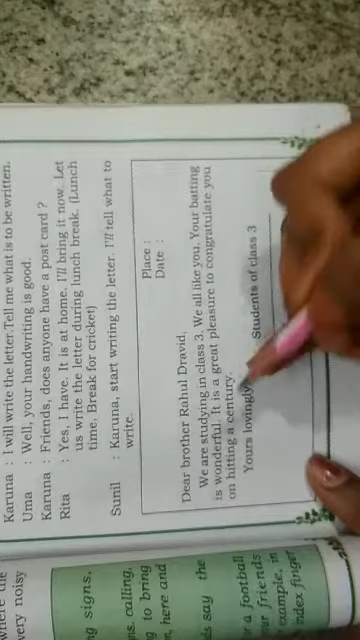 Karuna : I will write the letter.Tell me what is to be written.
Uma : Well, your handwriting is good.
Karuna : Friends, does anyone have a post card ?
Rita : Yes, I have. It is at home. I'll bring it now. Let
us write the letter during lunch break. (Lunch
time. Break for cricket)
Sunil : Karuna, start writing the letter. I'll tell what to
write.
Place :
Date :
Dear brother Rahul Dravid,
We are studying in class 3. We all like you. Your batting
is wonderful. It is a great pleasure to congratulate you
on hitting a century.
Yours lovingly
Students of class 3
where the
very noisy
signs,
calling,
to bring
here and
says the
a football
friends
example, in
index finger